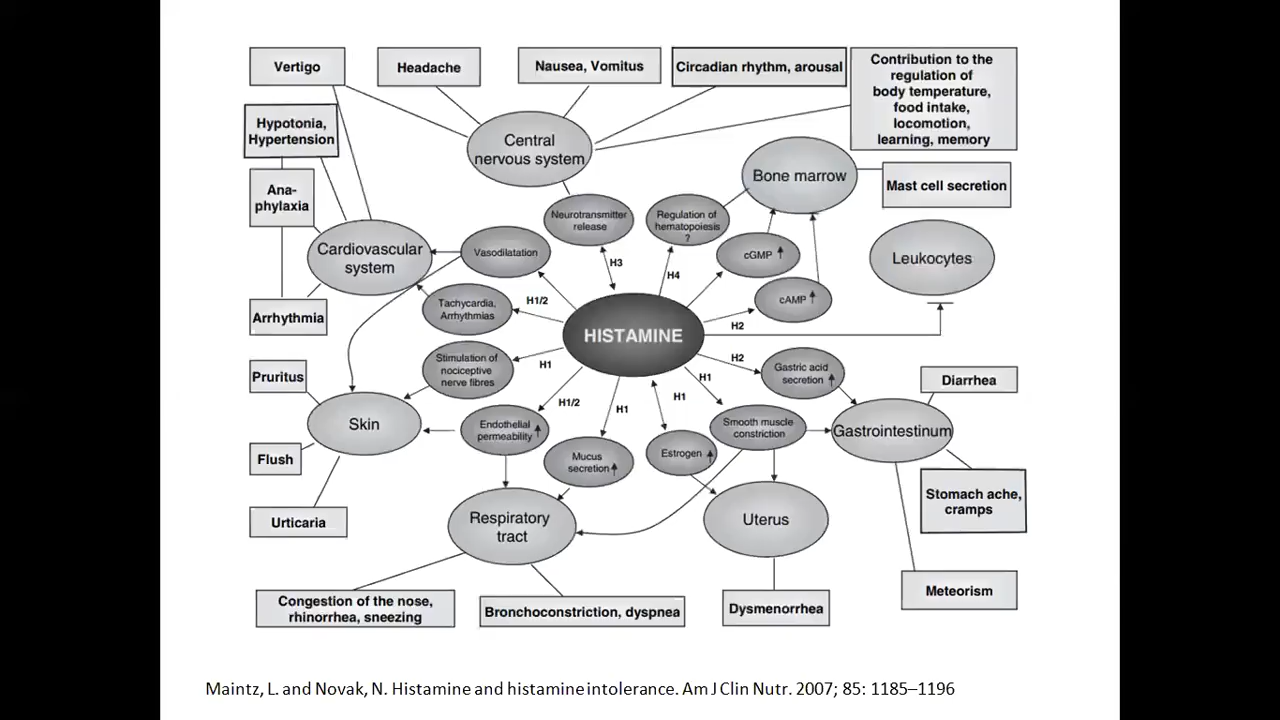 Vertigo
Headache
Nausea, Vomitus
Circadian rhythm, arousal
Contribution to the
regulation of
body temperature,
food intake,
locomotion,
learning, memory
Hypotonia,
Hypertension
Central
nervous system
Bone marrow
Mast cell secretion
Ana-
phylaxia
Neurotransmitter
release
Regulation of
hematopoiesis
?
Cardiovascular
system
Vasodilatation
cGMP
Leukocytes
H3
H4
cAMP
Tachycardia,
Arrhythmias
H1/2
Arrhythmia
HISTAMINE
H2
Stimulation of
nociceptive
nerve fibres
H1
H2
Gastric acid
secretion
Pruritus
H1
Diarrhea
H1/2
H1
H1
Skin
Endothelial
permeability
Smooth muscle
constriction
Gastrointestinum
Flush
Mucus
secretion
Estrogen
Stomach ache,
cramps
Urticaria
Respiratory
tract
Uterus
Meteorism
Congestion of the nose,
rhinorrhea, sneezing
Bronchoconstriction, dyspnea
Dysmenorrhea
Maintz, L. and Novak, N. Histamine and histamine intolerance. Am J Clin Nutr. 2007; 85: 1185–1196